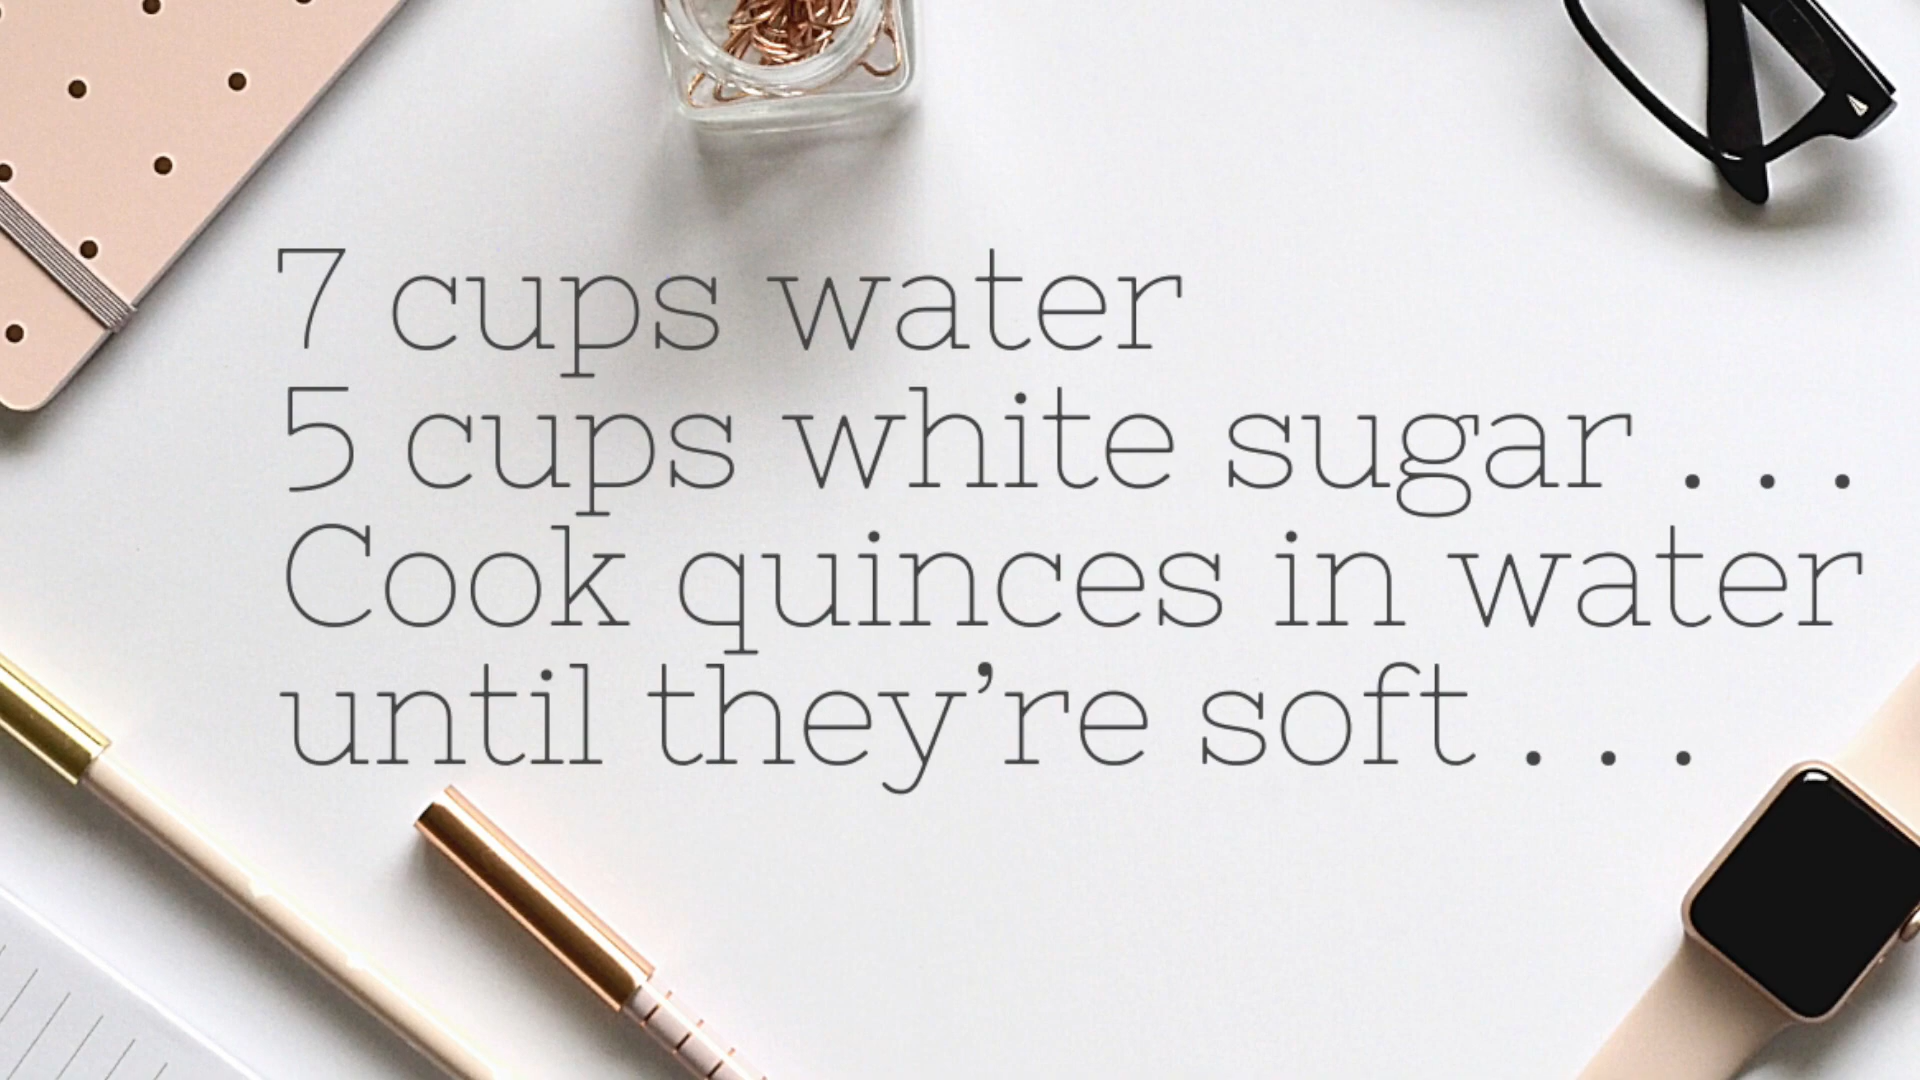 7 cups water
5 cups white sugar . . .
Cook quinces in water
until they’re soft . . .